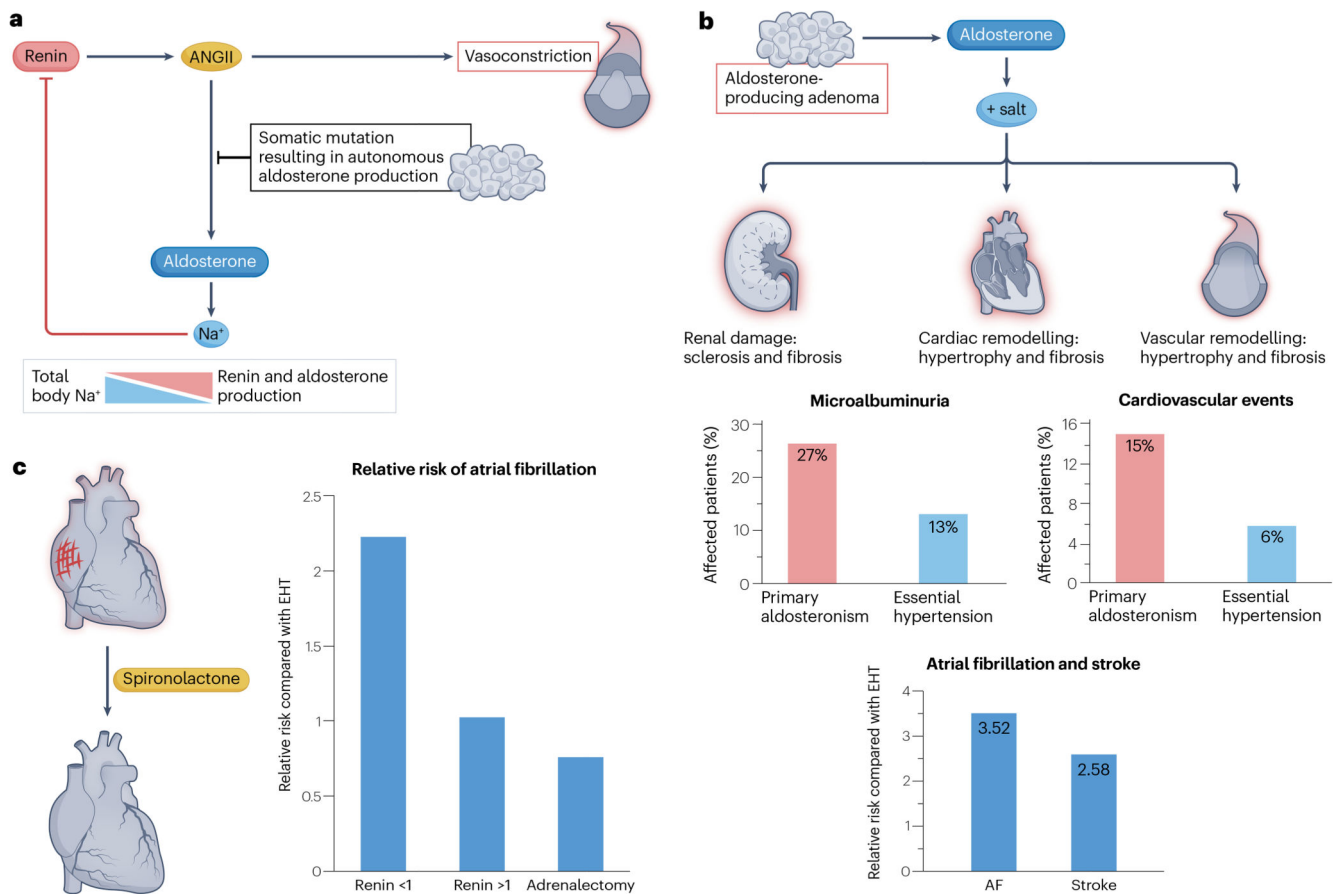 a
Renin
ANGII
Vasoconstriction
Somatic mutation
resulting in autonomous
aldosterone production
Aldosterone
Na⁺
Total
body Na⁺
Renin and aldosterone
production
b
Aldosterone-
producing adenoma
Aldosterone
+ salt
Renal damage:
sclerosis and fibrosis
Cardiac remodelling:
hypertrophy and fibrosis
Vascular remodelling:
hypertrophy and fibrosis
Microalbuminuria
Affected patients (%)
30
20
10
0
27%
13%
Primary
aldosteronism
Essential
hypertension
Cardiovascular events
Affected patients (%)
16
12
8
4
0
15%
6%
Primary
aldosteronism
Essential
hypertension
Atrial fibrillation and stroke
Relative risk compared with EHT
4
3
2
1
0
3.52
2.58
AF
Stroke
c
Spironolactone
Relative risk of atrial fibrillation
Relative risk compared with EHT
2.5
2
1.5
1
0.5
0
Renin <1
Renin >1
Adrenalectomy